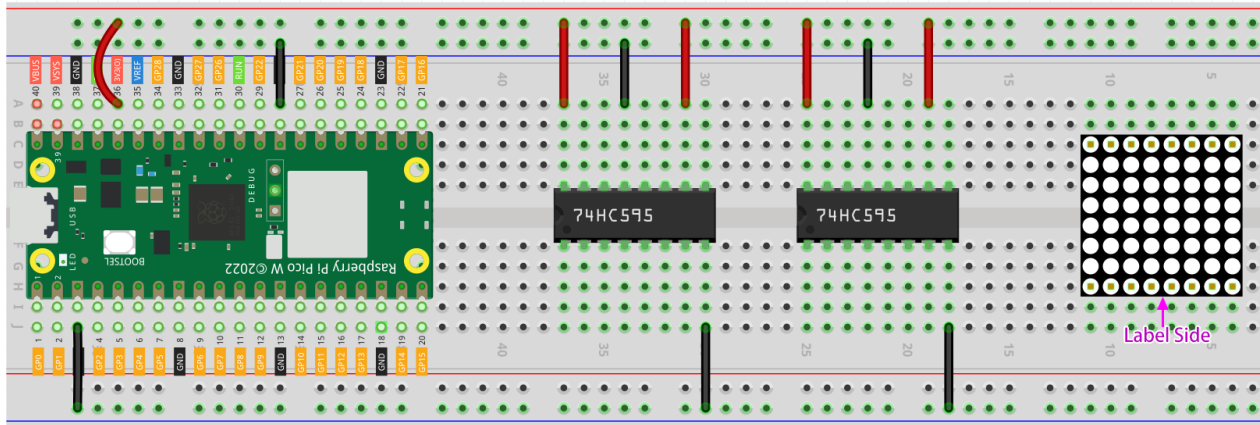 40 39 38 37 36 35 34 33 32 31 30 29 27 26 25 24 23 22 21
VBUS VSYS GND 3V3(O) VREF GP28 GND GP27 GP26 RUN GP22 GP21 GP20 GP19 GP18 GND GP17 GP16
40 35 30 25 20 15 10 5
A
B
C
D
E
F
G
H
I
J
39
USB
DEBUG
BOOTSEL
LED
1
2
Raspberry Pi Pico W ©2022
74HC595
74HC595
Label Side
1 2 4 5 6 7 8 9 10 11 12 13 14 15 16 17 18 19 20
GP0 GP1 GP2 GP3 GP4 GP5 GND GP6 GP7 GP8 GP9 GND GP10 GP11 GP12 GP13 GND GP14 GP15
40 35 30 25 20 15 10 5